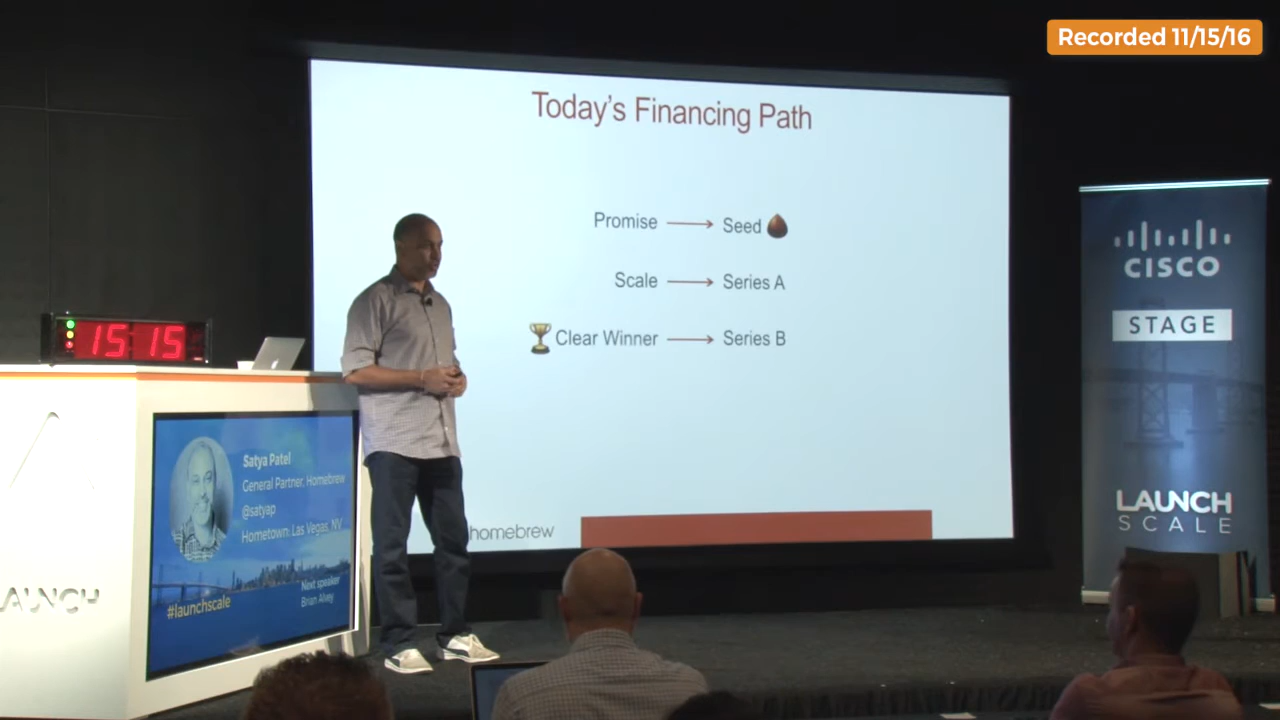 Recorded 11/15/16
Today's Financing Path
Promise → Seed
Scale → Series A
Clear Winner → Series B
homebrew
15 15
Satya Patel
General Partner, Homebrew
@satyap
Hometown: Las Vegas, NV
#launchscale
Next speaker
Brian Alvey
LAUNCH
CISCO
STAGE
LAUNCH
SCALE